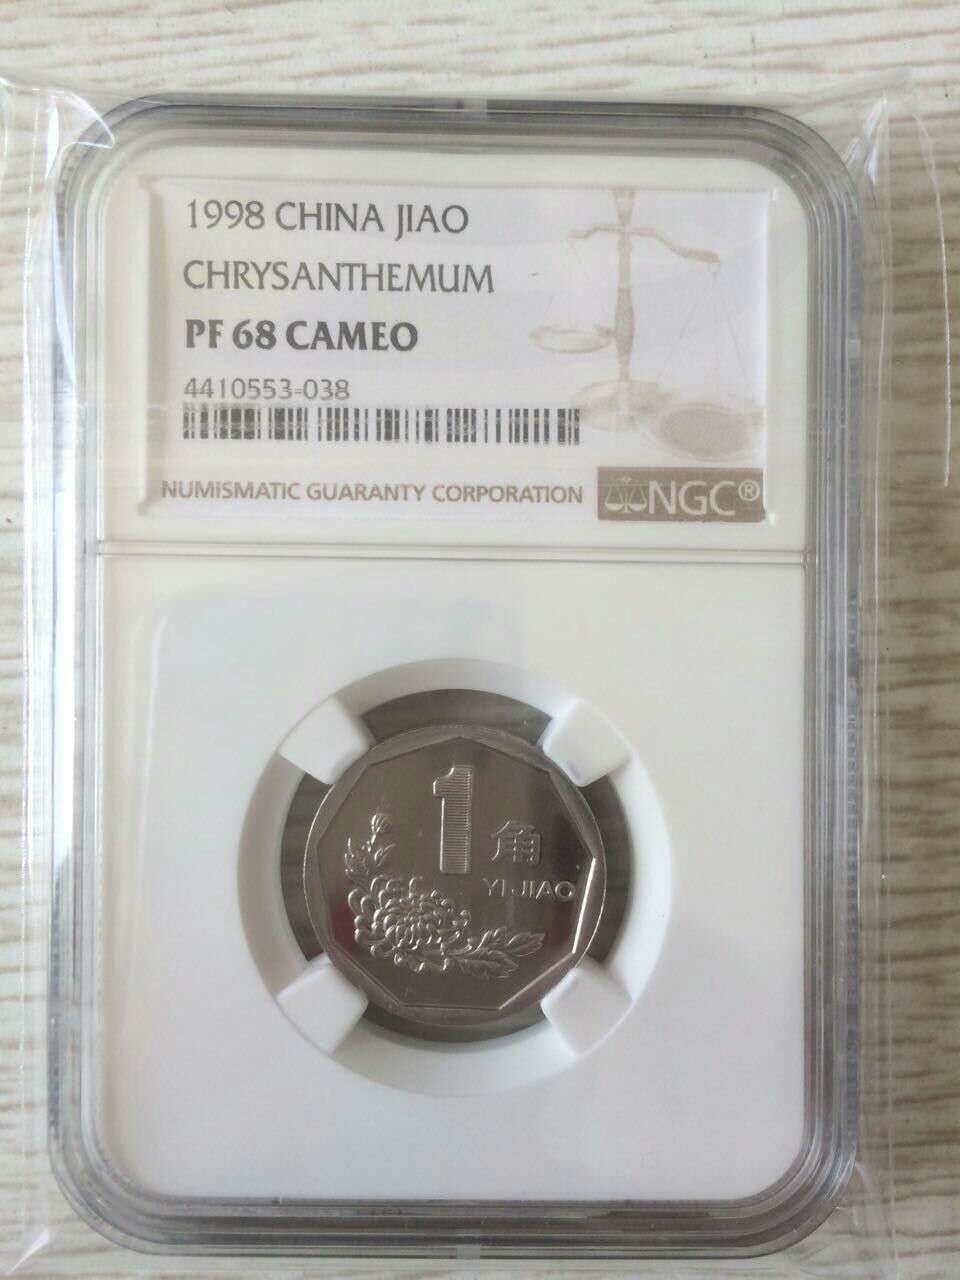 1998 CHINA JIAO
CHRYSANTHEMUM
PF 68 CAMEO
4410553-038
NUMISMATIC GUARANTY CORPORATION
NGC®
1
角
YI JIAO